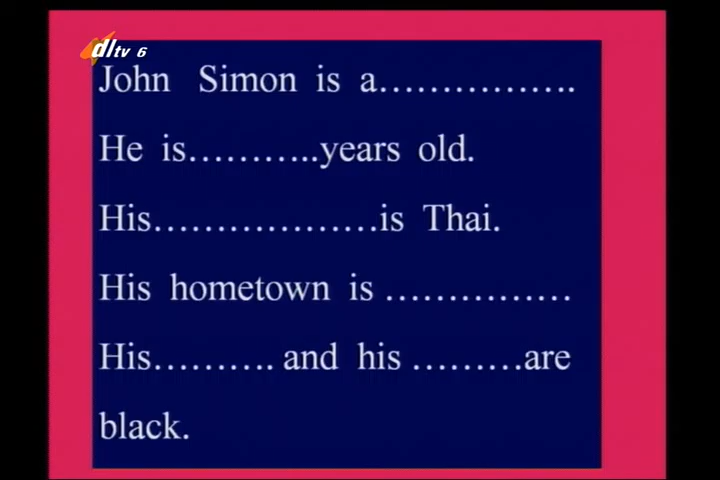 dltv 6
John Simon is a…………….
He is………..years old.
His………………is Thai.
His hometown is ……………
His……….. and his ………are
black.